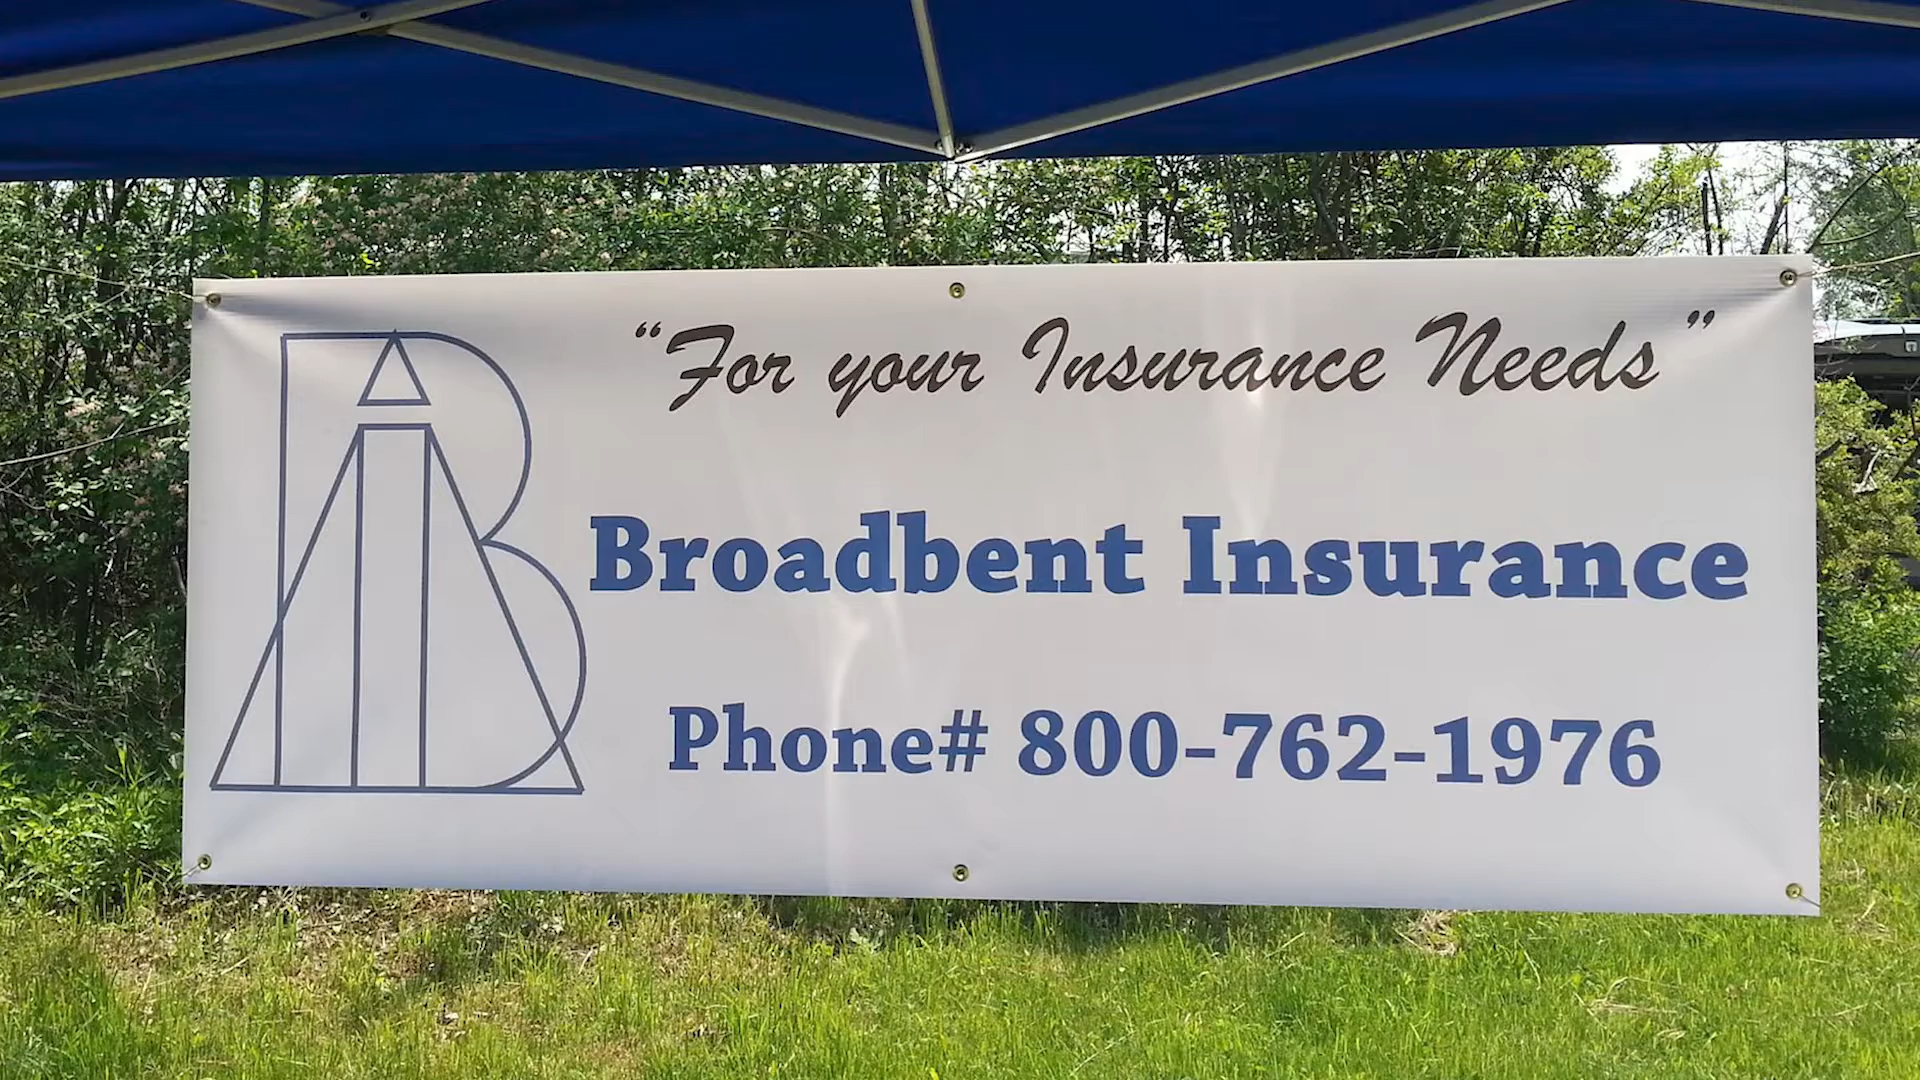 “For your Insurance Needs”
Broadbent Insurance
Phone# 800-762-1976